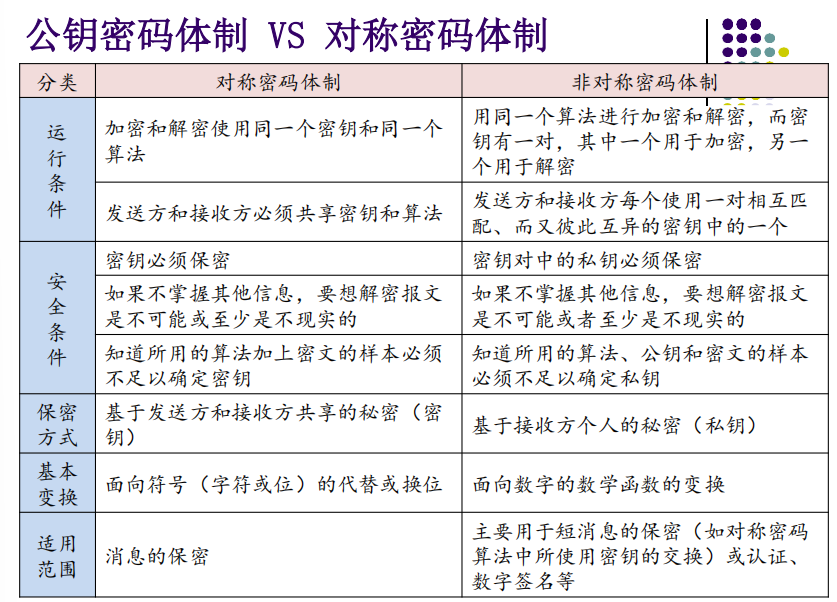 公钥密码体制 VS 对称密码体制
分类
对称密码体制
非对称密码体制
运
行
条
件
加密和解密使用同一个密钥和同一个
算法
用同一个算法进行加密和解密，而密
钥有一对，其中一个用于加密，另一
个用于解密
发送方和接收方必须共享密钥和算法
发送方和接收方每个使用一对相互匹
配、而又彼此互异的密钥中的一个
安
全
条
件
密钥必须保密
密钥对中的私钥必须保密
如果不掌握其他信息，要想解密报文
是不可能或至少是不现实的
如果不掌握其他信息，要想解密报文
是不可能或者至少是不现实的
知道所用的算法加上密文的样本必须
不足以确定密钥
知道所用的算法、公钥和密文的样本
必须不足以确定私钥
保密
方式
基于发送方和接收方共享的秘密（密
钥）
基于接收方个人的秘密（私钥）
基本
变换
面向符号（字符或位）的代替或换位
面向数字的数学函数的变换
适用
范围
消息的保密
主要用于短消息的保密（如对称密码
算法中所使用密钥的交换）或认证、
数字签名等